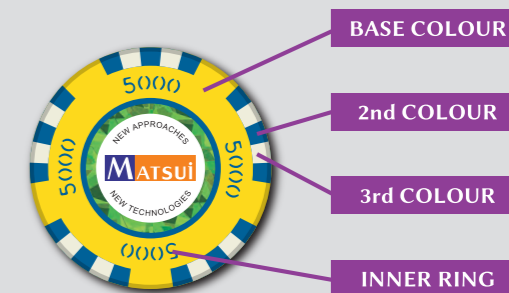 BASE COLOUR
2nd COLOUR
3rd COLOUR
INNER RING
5000
5000
5000
5000
NEW APPROACHES
MATSUi
NEW TECHNOLOGIES